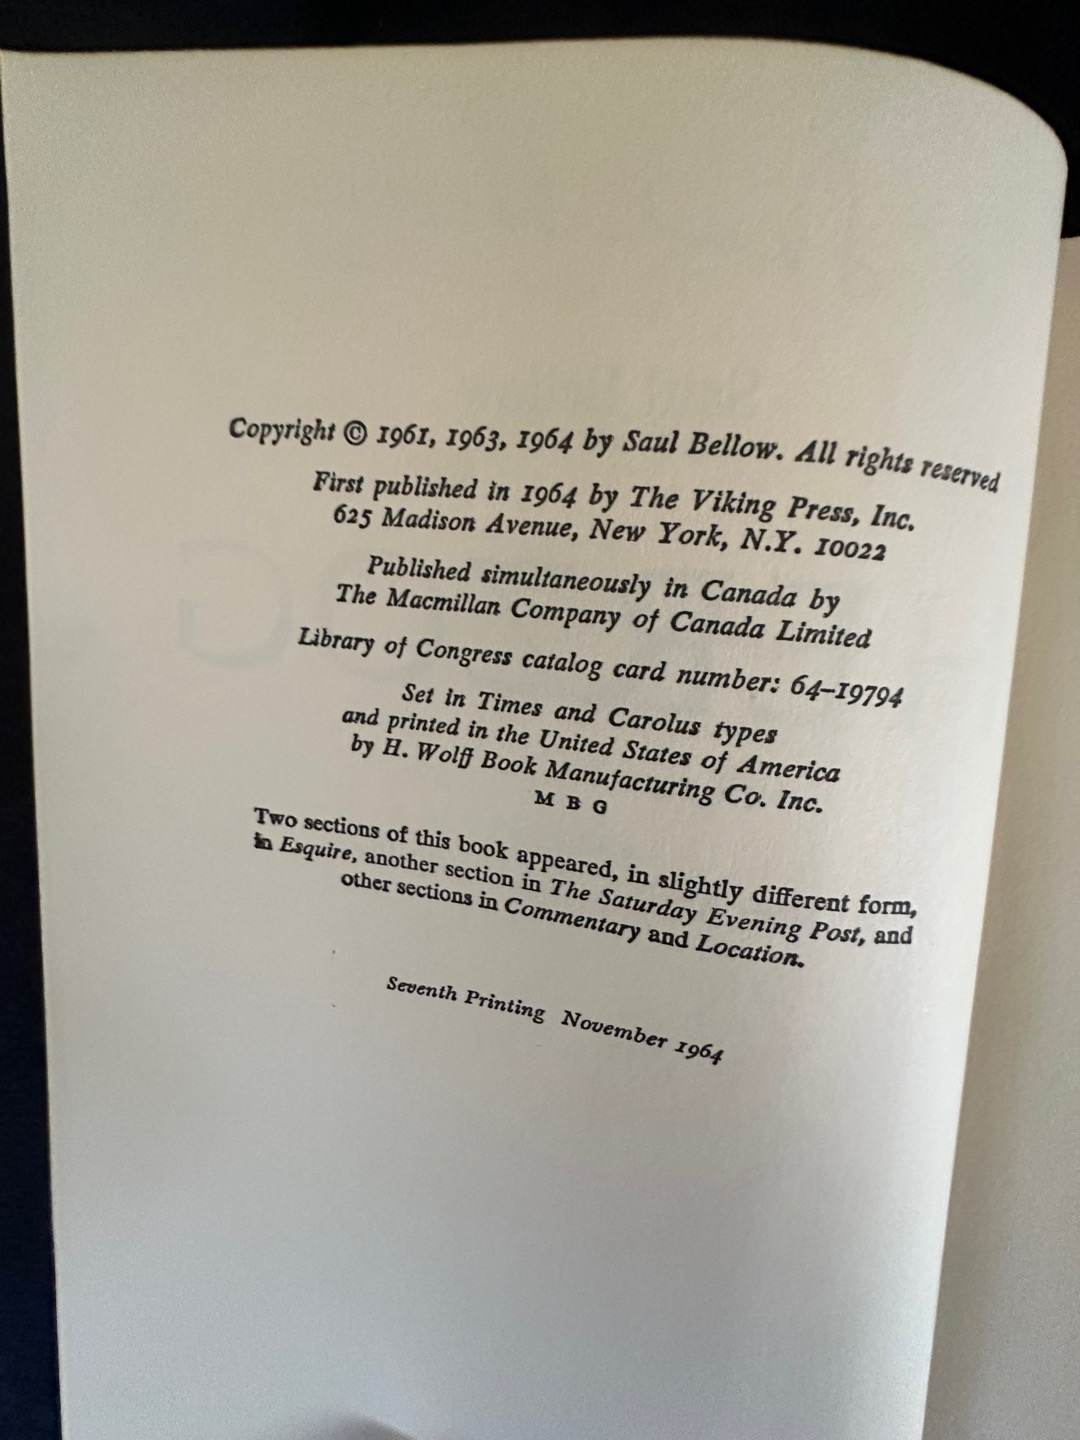 Copyright © 1961, 1963, 1964 by Saul Bellow. All rights reserved
First published in 1964 by The Viking Press, Inc.
625 Madison Avenue, New York, N.Y. 10022
Published simultaneously in Canada by
The Macmillan Company of Canada Limited
Library of Congress catalog card number: 64–19794
Set in Times and Carolus types
and printed in the United States of America
by H. Wolff Book Manufacturing Co. Inc.
M B G
Two sections of this book appeared, in slightly different form,
in Esquire, another section in The Saturday Evening Post, and
other sections in Commentary and Location.
Seventh Printing November 1964